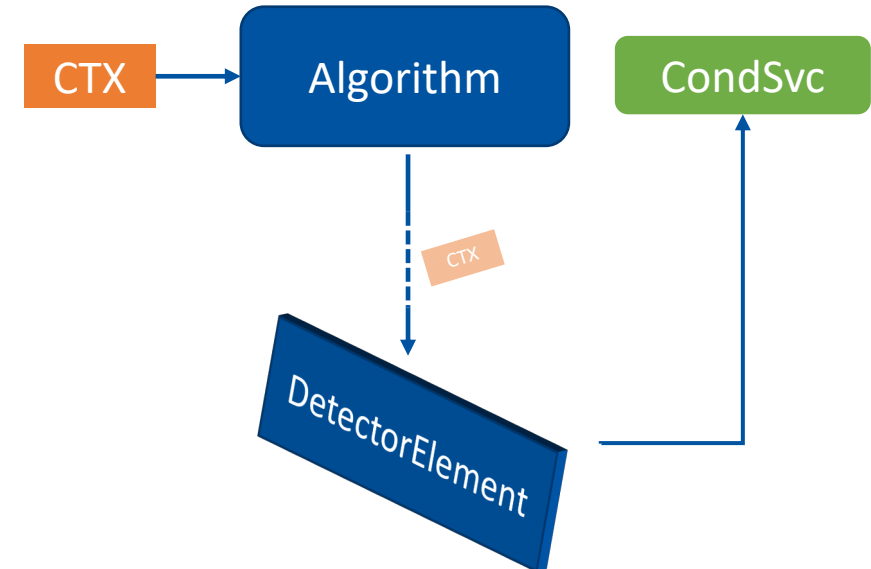 CTX
Algorithm
CondSvc
CTX
DetectorElement